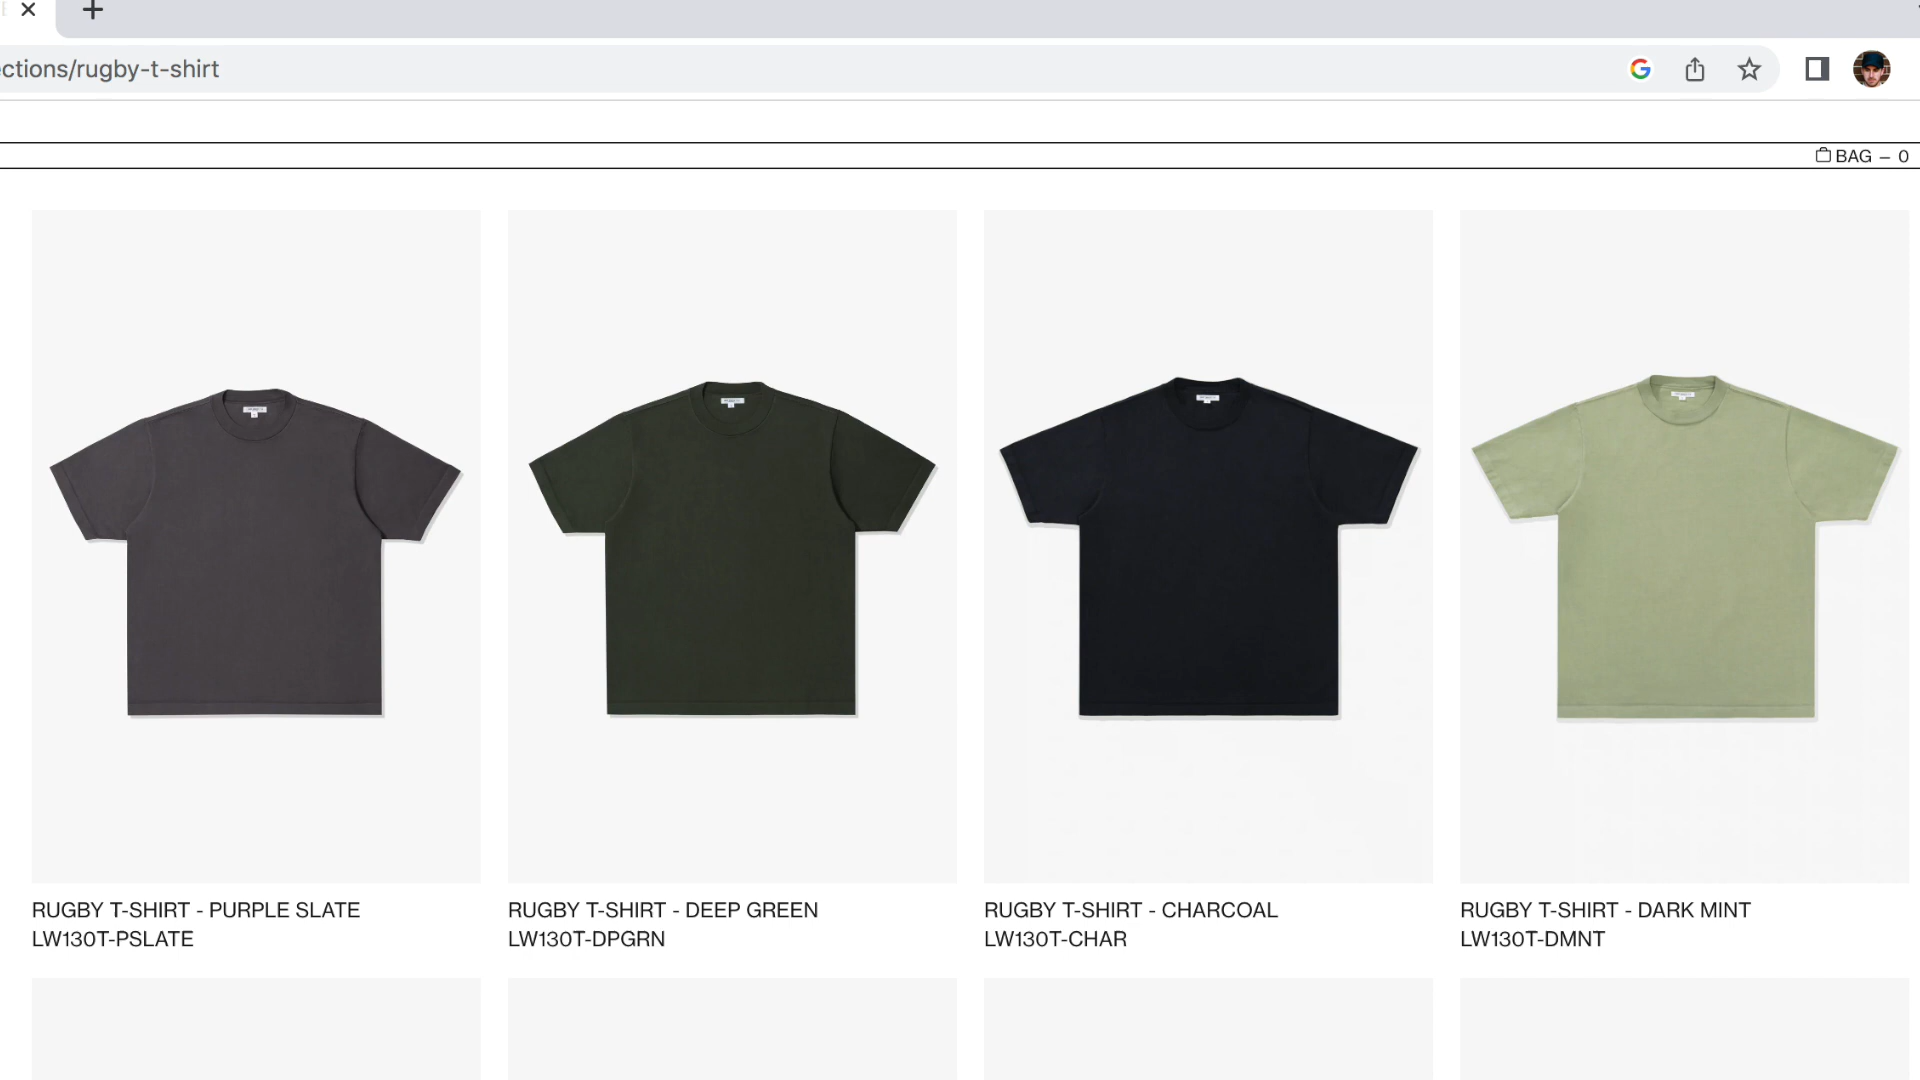 ctions/rugby-t-shirt
BAG – 0
RUGBY T-SHIRT - PURPLE SLATE
LW130T-PSLATE
RUGBY T-SHIRT - DEEP GREEN
LW130T-DPGRN
RUGBY T-SHIRT - CHARCOAL
LW130T-CHAR
RUGBY T-SHIRT - DARK MINT
LW130T-DMNT